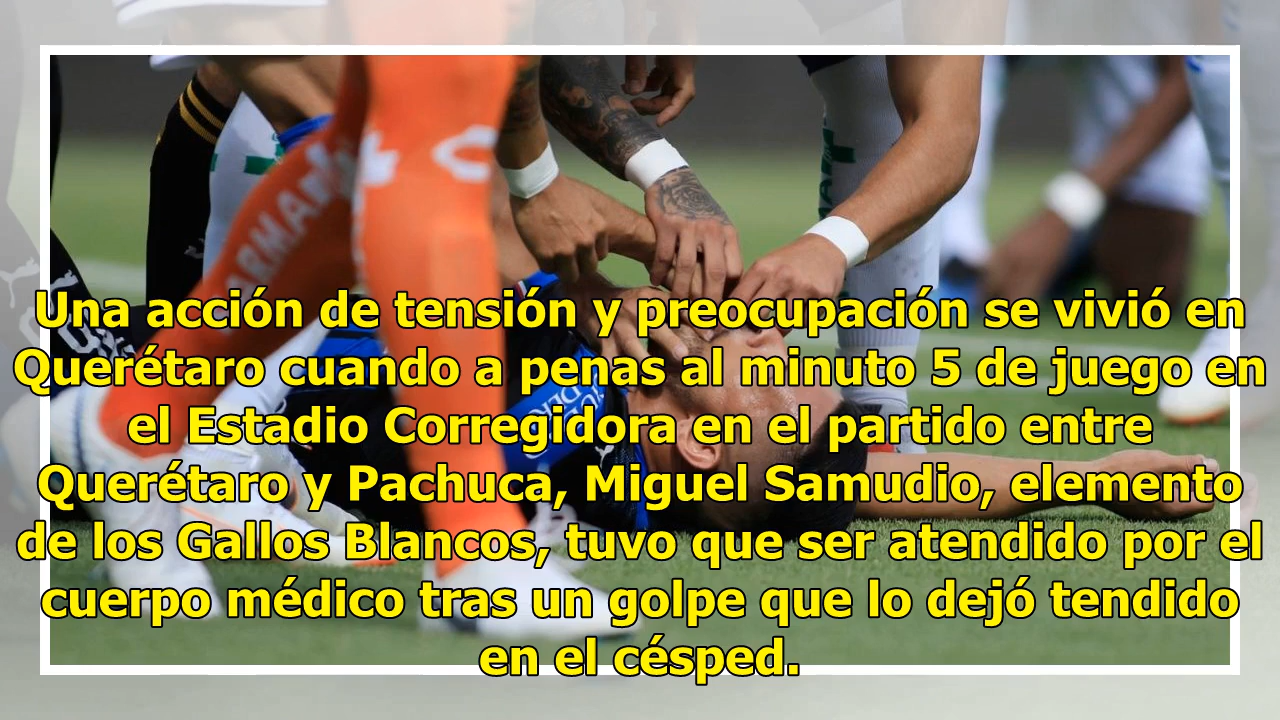 Una acción de tensión y preocupación se vivió en
Querétaro cuando a penas al minuto 5 de juego en
el Estadio Corregidora en el partido entre
Querétaro y Pachuca, Miguel Samudio, elemento
de los Gallos Blancos, tuvo que ser atendido por el
cuerpo médico tras un golpe que lo dejó tendido
en el césped.